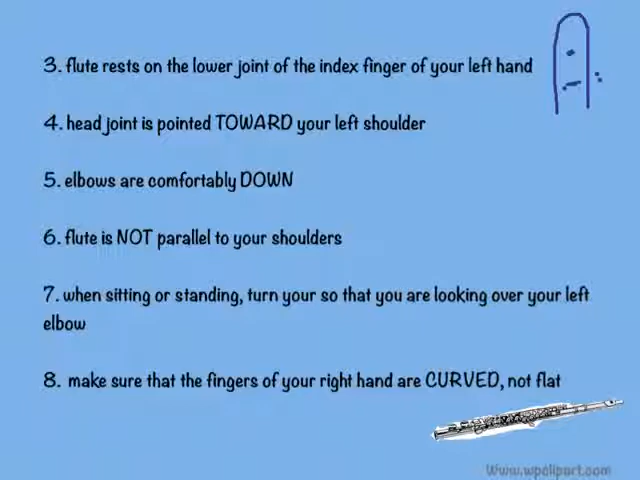 3. flute rests on the lower joint of the index finger of your left hand
4. head joint is pointed TOWARD your left shoulder
5. elbows are comfortably DOWN
6. flute is NOT parallel to your shoulders
7. when sitting or standing, turn your so that you are looking over your left
elbow
8. make sure that the fingers of your right hand are CURVED, not flat
Www.wpclipart.com